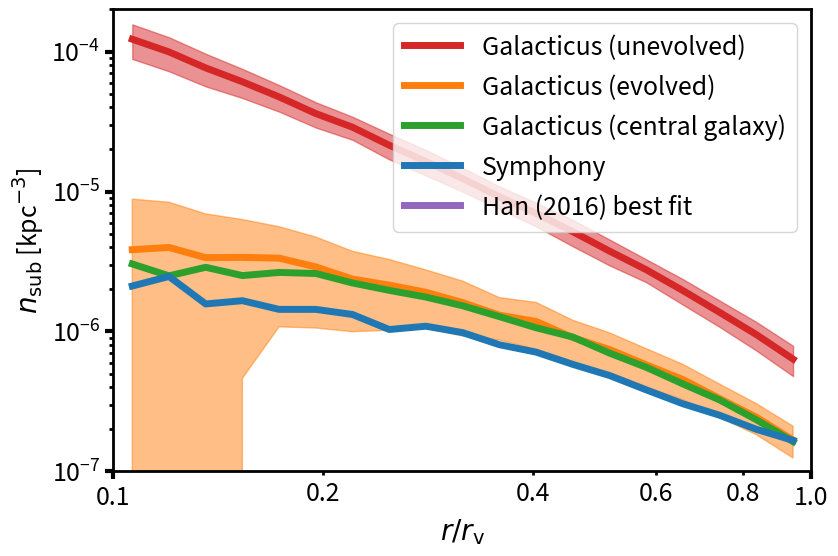 10⁻⁴
10⁻⁵
10⁻⁶
10⁻⁷
n_sub [kpc⁻³]
Galacticus (unevolved)
Galacticus (evolved)
Galacticus (central galaxy)
Symphony
Han (2016) best fit
0.1 0.2 0.4 0.6 0.8 1.0
r/r_v